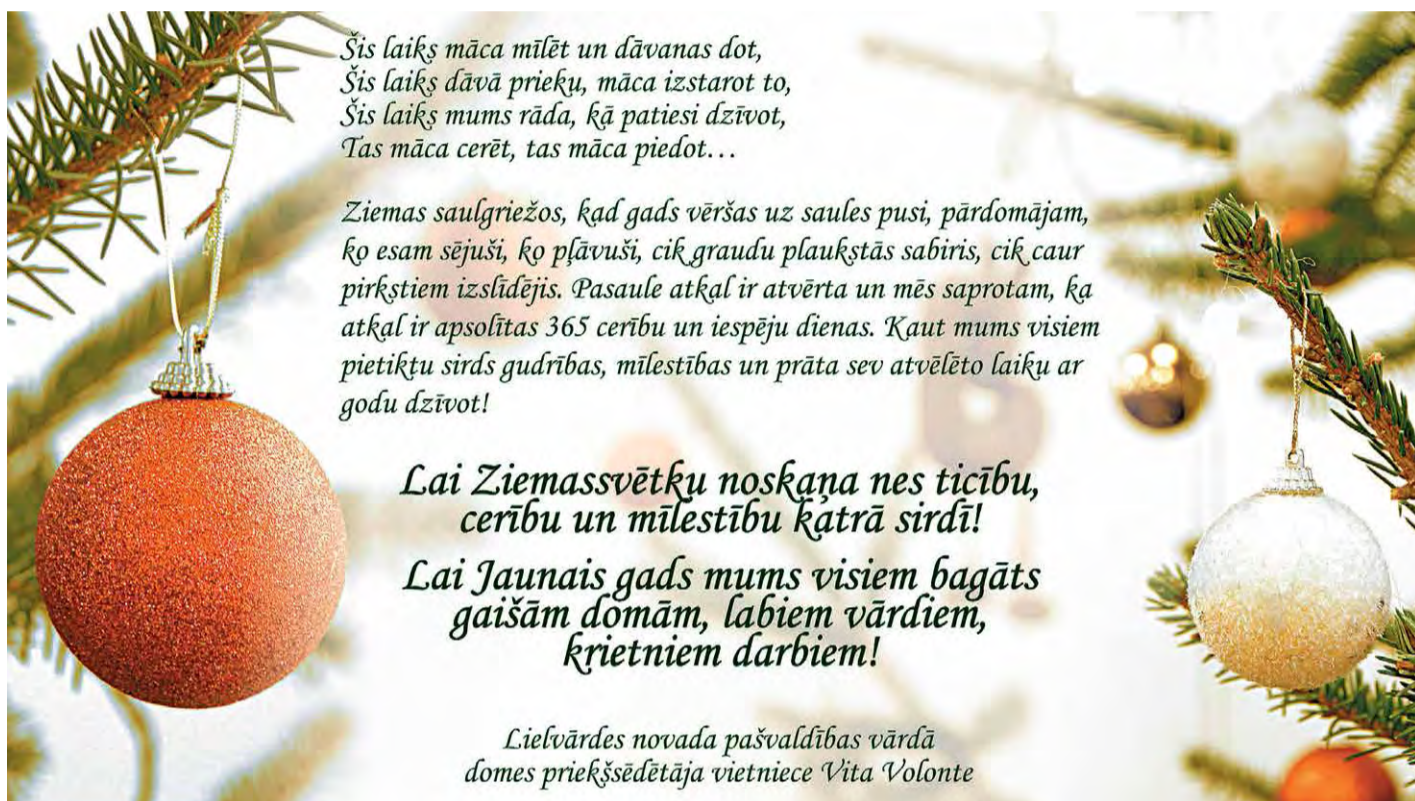 Šis laiks māca mīlēt un dāvanas dot,
Šis laiks dāvā prieku, māca izstarot to,
Šis laiks mums rāda, kā patiesi dzīvot,
Tas māca cerēt, tas māca piedot…
Ziemas saulgriežos, kad gads vēršas uz saules pusi, pārdomājam,
ko esam sējuši, ko pļāvuši, cik graudu plaukstās sabiris, cik caur
pirkstiem izslīdējis. Pasaule atkal ir atvērta un mēs saprotam, ka
atkal ir apsolītas 365 cerību un iespēju dienas. Kaut mums visiem
pietiktu sirds gudrības, mīlestības un prāta sev atvēlēto laiku ar
godu dzīvot!
Lai Ziemassvētku noskaņa nes ticību,
cerību un mīlestību katrā sirdī!
Lai Jaunais gads mums visiem bagāts
gaišām domām, labiem vārdiem,
krietniem darbiem!
Lielvārdes novada pašvaldības vārdā
domes priekšsēdētāja vietniece Vita Volonte